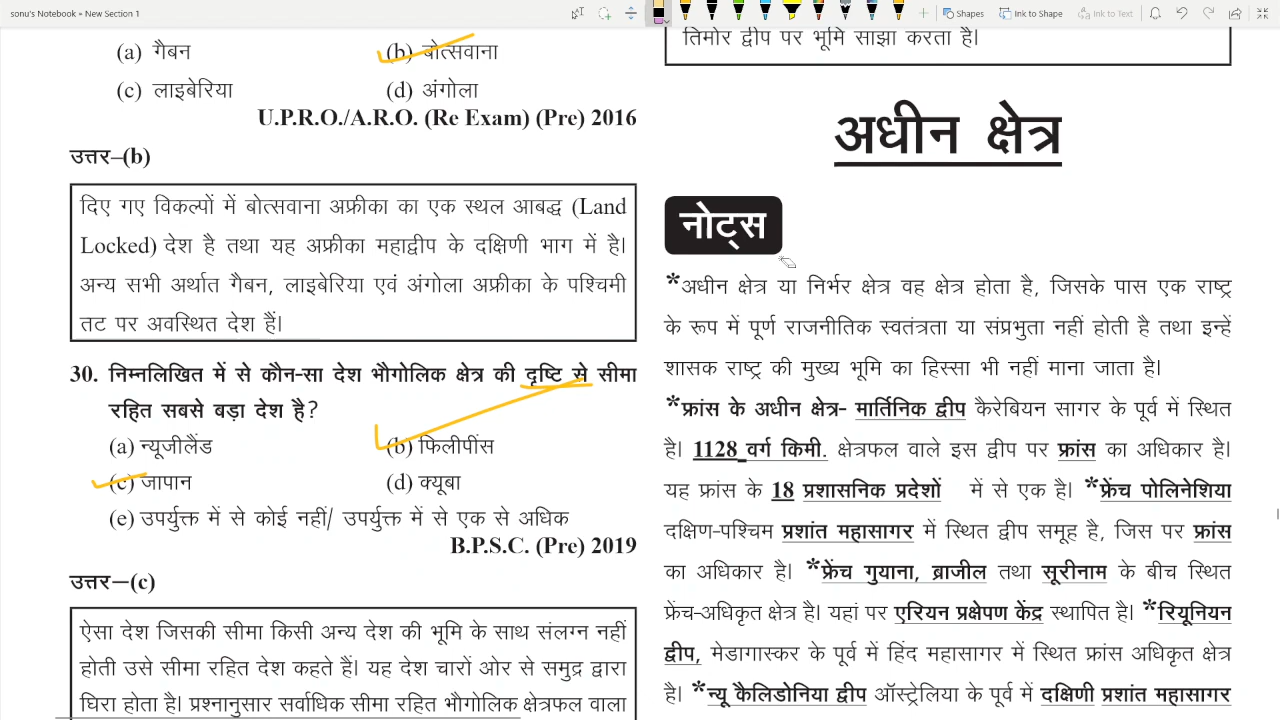 sonu's Notebook » New Section 1
Shapes
Ink to Shape
Ink to Text
(a) गैबन (b) बोत्सवाना
(c) लाइबेरिया (d) अंगोला
U.P.R.O./A.R.O. (Re Exam) (Pre) 2016
उत्तर–(b)
दिए गए विकल्पों में बोत्सवाना अफ्रीका का एक स्थल आबद्ध (Land
Locked) देश है तथा यह अफ्रीका महाद्वीप के दक्षिणी भाग में है।
अन्य सभी अर्थात गैबन, लाइबेरिया एवं अंगोला अफ्रीका के पश्चिमी
तट पर अवस्थित देश हैं।
30. निम्नलिखित में से कौन-सा देश भौगोलिक क्षेत्र की दृष्टि से सीमा
रहित सबसे बड़ा देश है?
(a) न्यूजीलैंड (b) फिलीपींस
(c) जापान (d) क्यूबा
(e) उपर्युक्त में से कोई नहीं/ उपर्युक्त में से एक से अधिक
B.P.S.C. (Pre) 2019
उत्तर–(c)
ऐसा देश जिसकी सीमा किसी अन्य देश की भूमि के साथ संलग्न नहीं
होती उसे सीमा रहित देश कहते हैं। यह देश चारों ओर से समुद्र द्वारा
घिरा होता है। प्रश्नानुसार सर्वाधिक सीमा रहित भौगोलिक क्षेत्रफल वाला
तिमोर द्वीप पर भूमि साझा करता है।
अधीन क्षेत्र
नोट्स
*अधीन क्षेत्र या निर्भर क्षेत्र वह क्षेत्र होता है, जिसके पास एक राष्ट्र
के रूप में पूर्ण राजनीतिक स्वतंत्रता या संप्रभुता नहीं होती है तथा इन्हें
शासक राष्ट्र की मुख्य भूमि का हिस्सा भी नहीं माना जाता है।
*फ्रांस के अधीन क्षेत्र- मार्तिनिक द्वीप कैरेबियन सागर के पूर्व में स्थित
है। 1128 वर्ग किमी. क्षेत्रफल वाले इस द्वीप पर फ्रांस का अधिकार है।
यह फ्रांस के 18 प्रशासनिक प्रदेशों में से एक है। *फ्रेंच पोलिनेशिया
दक्षिण-पश्चिम प्रशांत महासागर में स्थित द्वीप समूह है, जिस पर फ्रांस
का अधिकार है। *फ्रेंच गुयाना, ब्राजील तथा सूरीनाम के बीच स्थित
फ्रेंच-अधिकृत क्षेत्र है। यहां पर एरियन प्रक्षेपण केंद्र स्थापित है। *रियूनियन
द्वीप, मेडागास्कर के पूर्व में हिंद महासागर में स्थित फ्रांस अधिकृत क्षेत्र
है। *न्यू कैलिडोनिया द्वीप ऑस्ट्रेलिया के पूर्व में दक्षिणी प्रशांत महासागर